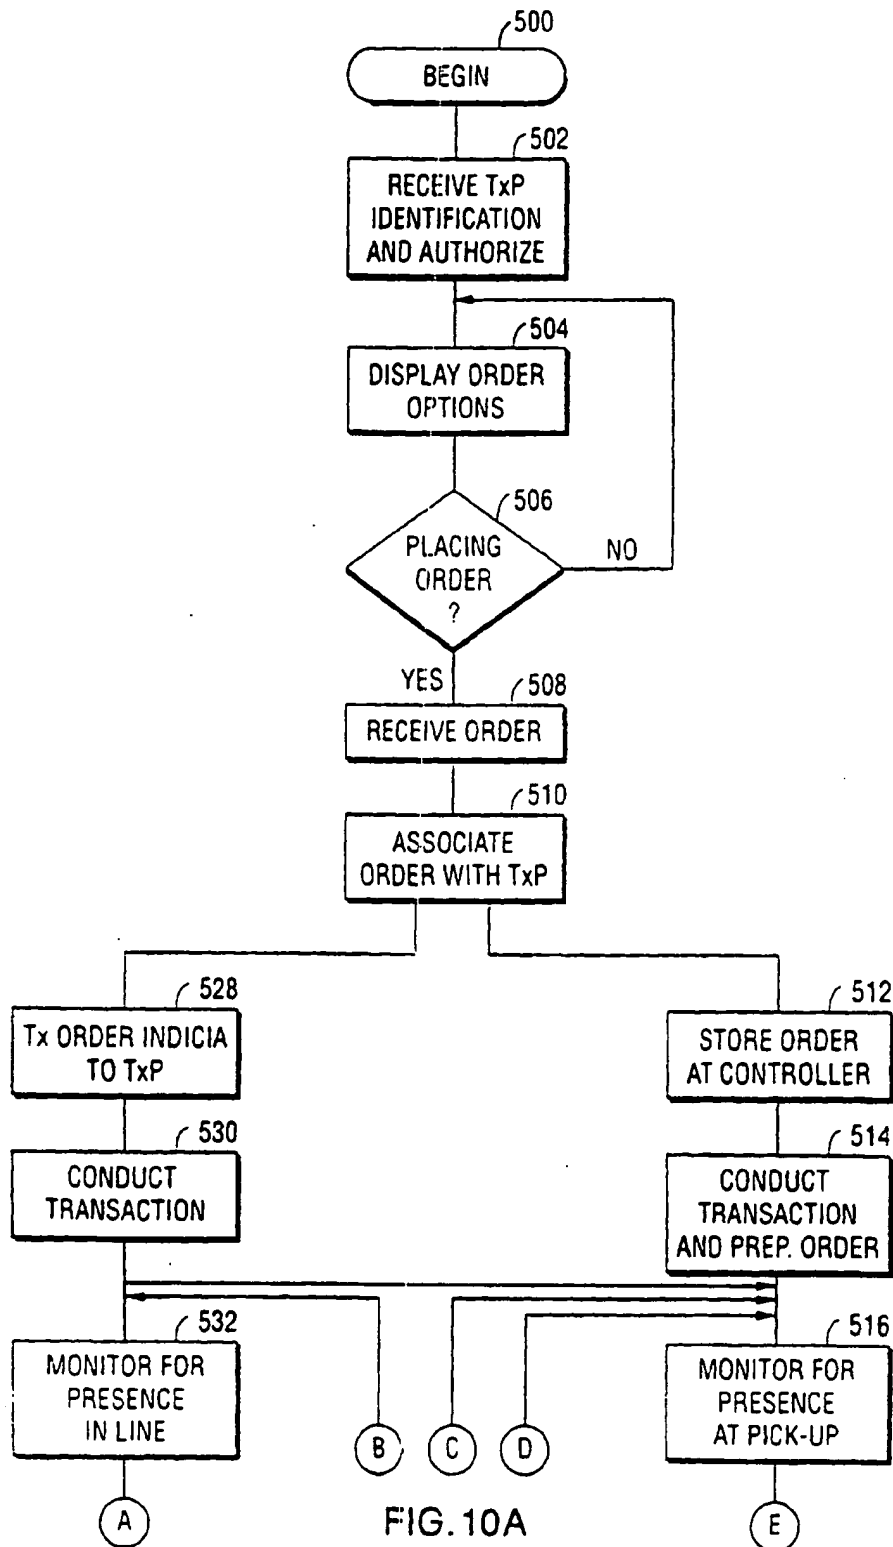 500
BEGIN
502
RECEIVE TxP
IDENTIFICATION
AND AUTHORIZE
504
DISPLAY ORDER
OPTIONS
506
PLACING
ORDER
?
NO
YES
508
RECEIVE ORDER
510
ASSOCIATE
ORDER WITH TxP
528
Tx ORDER INDICIA
TO TxP
512
STORE ORDER
AT CONTROLLER
530
CONDUCT
TRANSACTION
514
CONDUCT
TRANSACTION
AND PREP. ORDER
532
MONITOR FOR
PRESENCE
IN LINE
516
MONITOR FOR
PRESENCE
AT PICK-UP
B
C
D
A
E
FIG. 10A